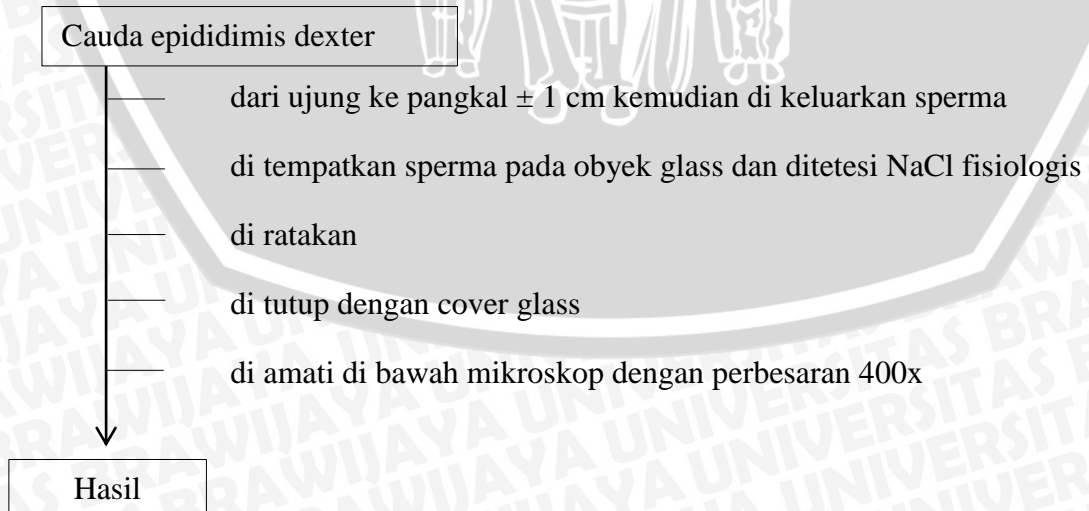 Cauda epididimis dexter
dari ujung ke pangkal ± 1 cm kemudian di keluarkan sperma
di tempatkan sperma pada obyek glass dan ditetesi NaCl fisiologis
di ratakan
di tutup dengan cover glass
di amati di bawah mikroskop dengan perbesaran 400x
Hasil